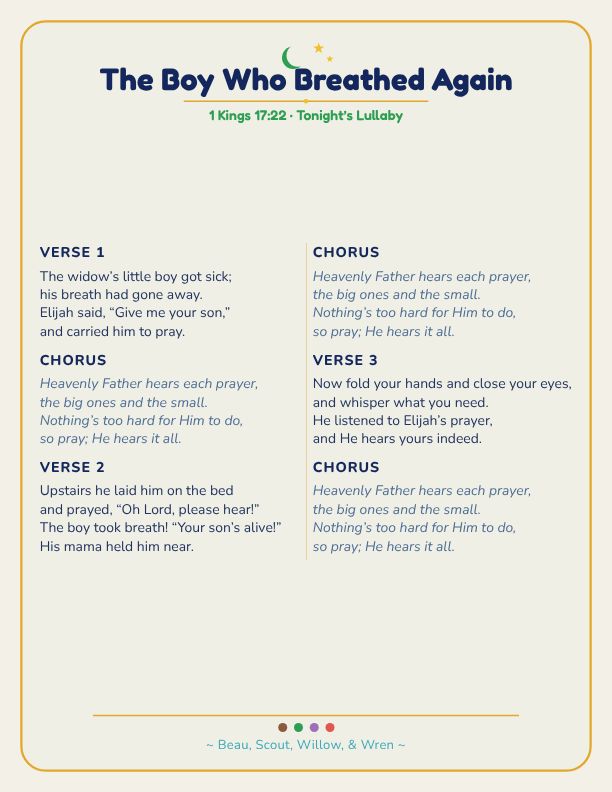 The Boy Who Breathed Again
1 Kings 17:22 · Tonight's Lullaby
VERSE 1
The widow’s little boy got sick;
his breath had gone away.
Elijah said, “Give me your son,”
and carried him to pray.
CHORUS
Heavenly Father hears each prayer,
the big ones and the small.
Nothing’s too hard for Him to do,
so pray; He hears it all.
VERSE 2
Upstairs he laid him on the bed
and prayed, “Oh Lord, please hear!”
The boy took breath! “Your son’s alive!”
His mama held him near.
CHORUS
Heavenly Father hears each prayer,
the big ones and the small.
Nothing’s too hard for Him to do,
so pray; He hears it all.
VERSE 3
Now fold your hands and close your eyes,
and whisper what you need.
He listened to Elijah’s prayer,
and He hears yours indeed.
CHORUS
Heavenly Father hears each prayer,
the big ones and the small.
Nothing’s too hard for Him to do,
so pray; He hears it all.
~ Beau, Scout, Willow, & Wren ~